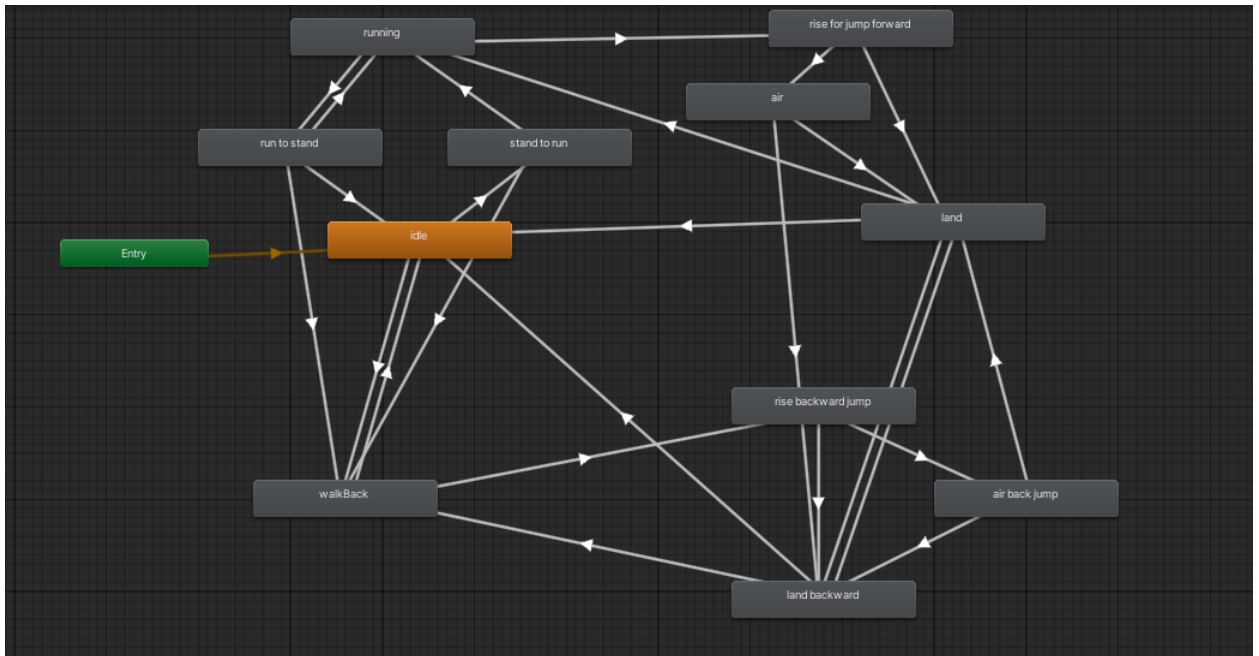 running
rise for jump forward
air
run to stand
stand to run
land
idle
Entry
rise backward jump
walkBack
air back jump
land backward